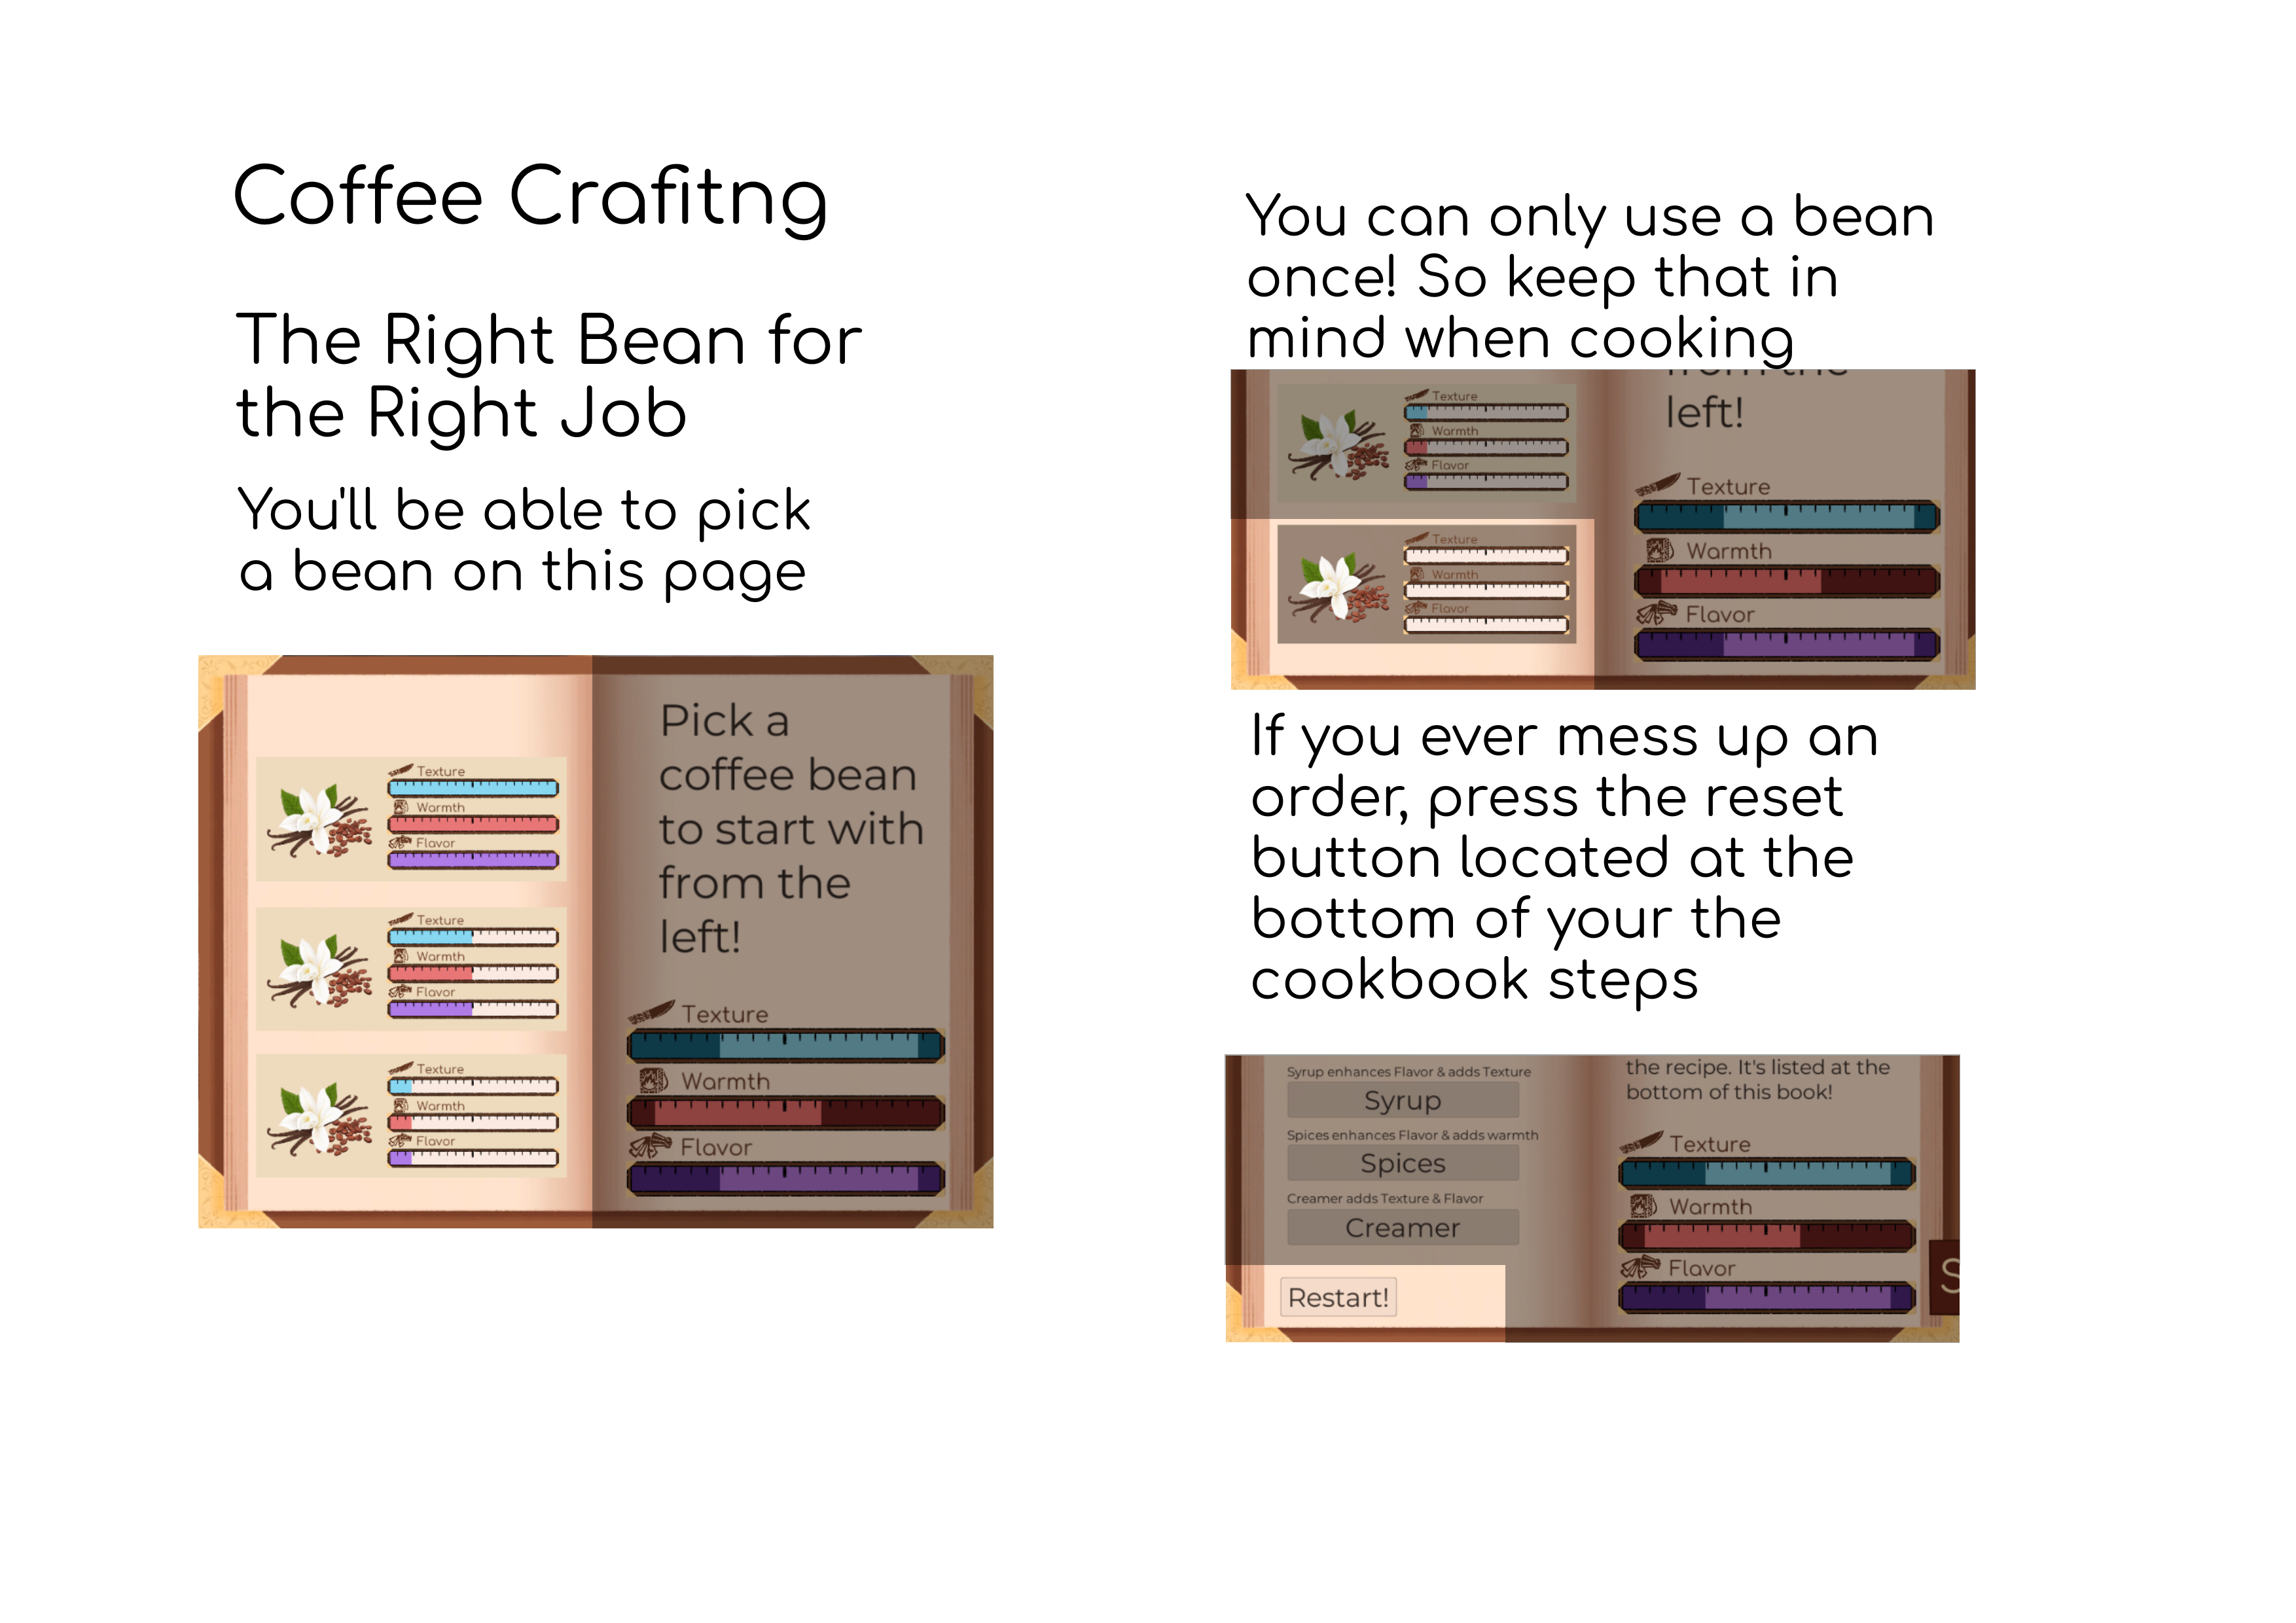 Coffee Crafitng
The Right Bean for
the Right Job
You'll be able to pick
a bean on this page
Texture
Warmth
Flavor
Texture
Warmth
Flavor
Texture
Warmth
Flavor
Pick a
coffee bean
to start with
from the
left!
Texture
Warmth
Flavor
You can only use a bean
once! So keep that in
mind when cooking
Texture
Warmth
Flavor
Texture
Warmth
Flavor
from the
left!
Texture
Warmth
Flavor
If you ever mess up an
order, press the reset
button located at the
bottom of your the
cookbook steps
Syrup enhances Flavor & adds Texture
Syrup
Spices enhances Flavor & adds warmth
Spices
Creamer adds Texture & Flavor
Creamer
Restart!
the recipe. It's listed at the
bottom of this book!
Texture
Warmth
Flavor
S